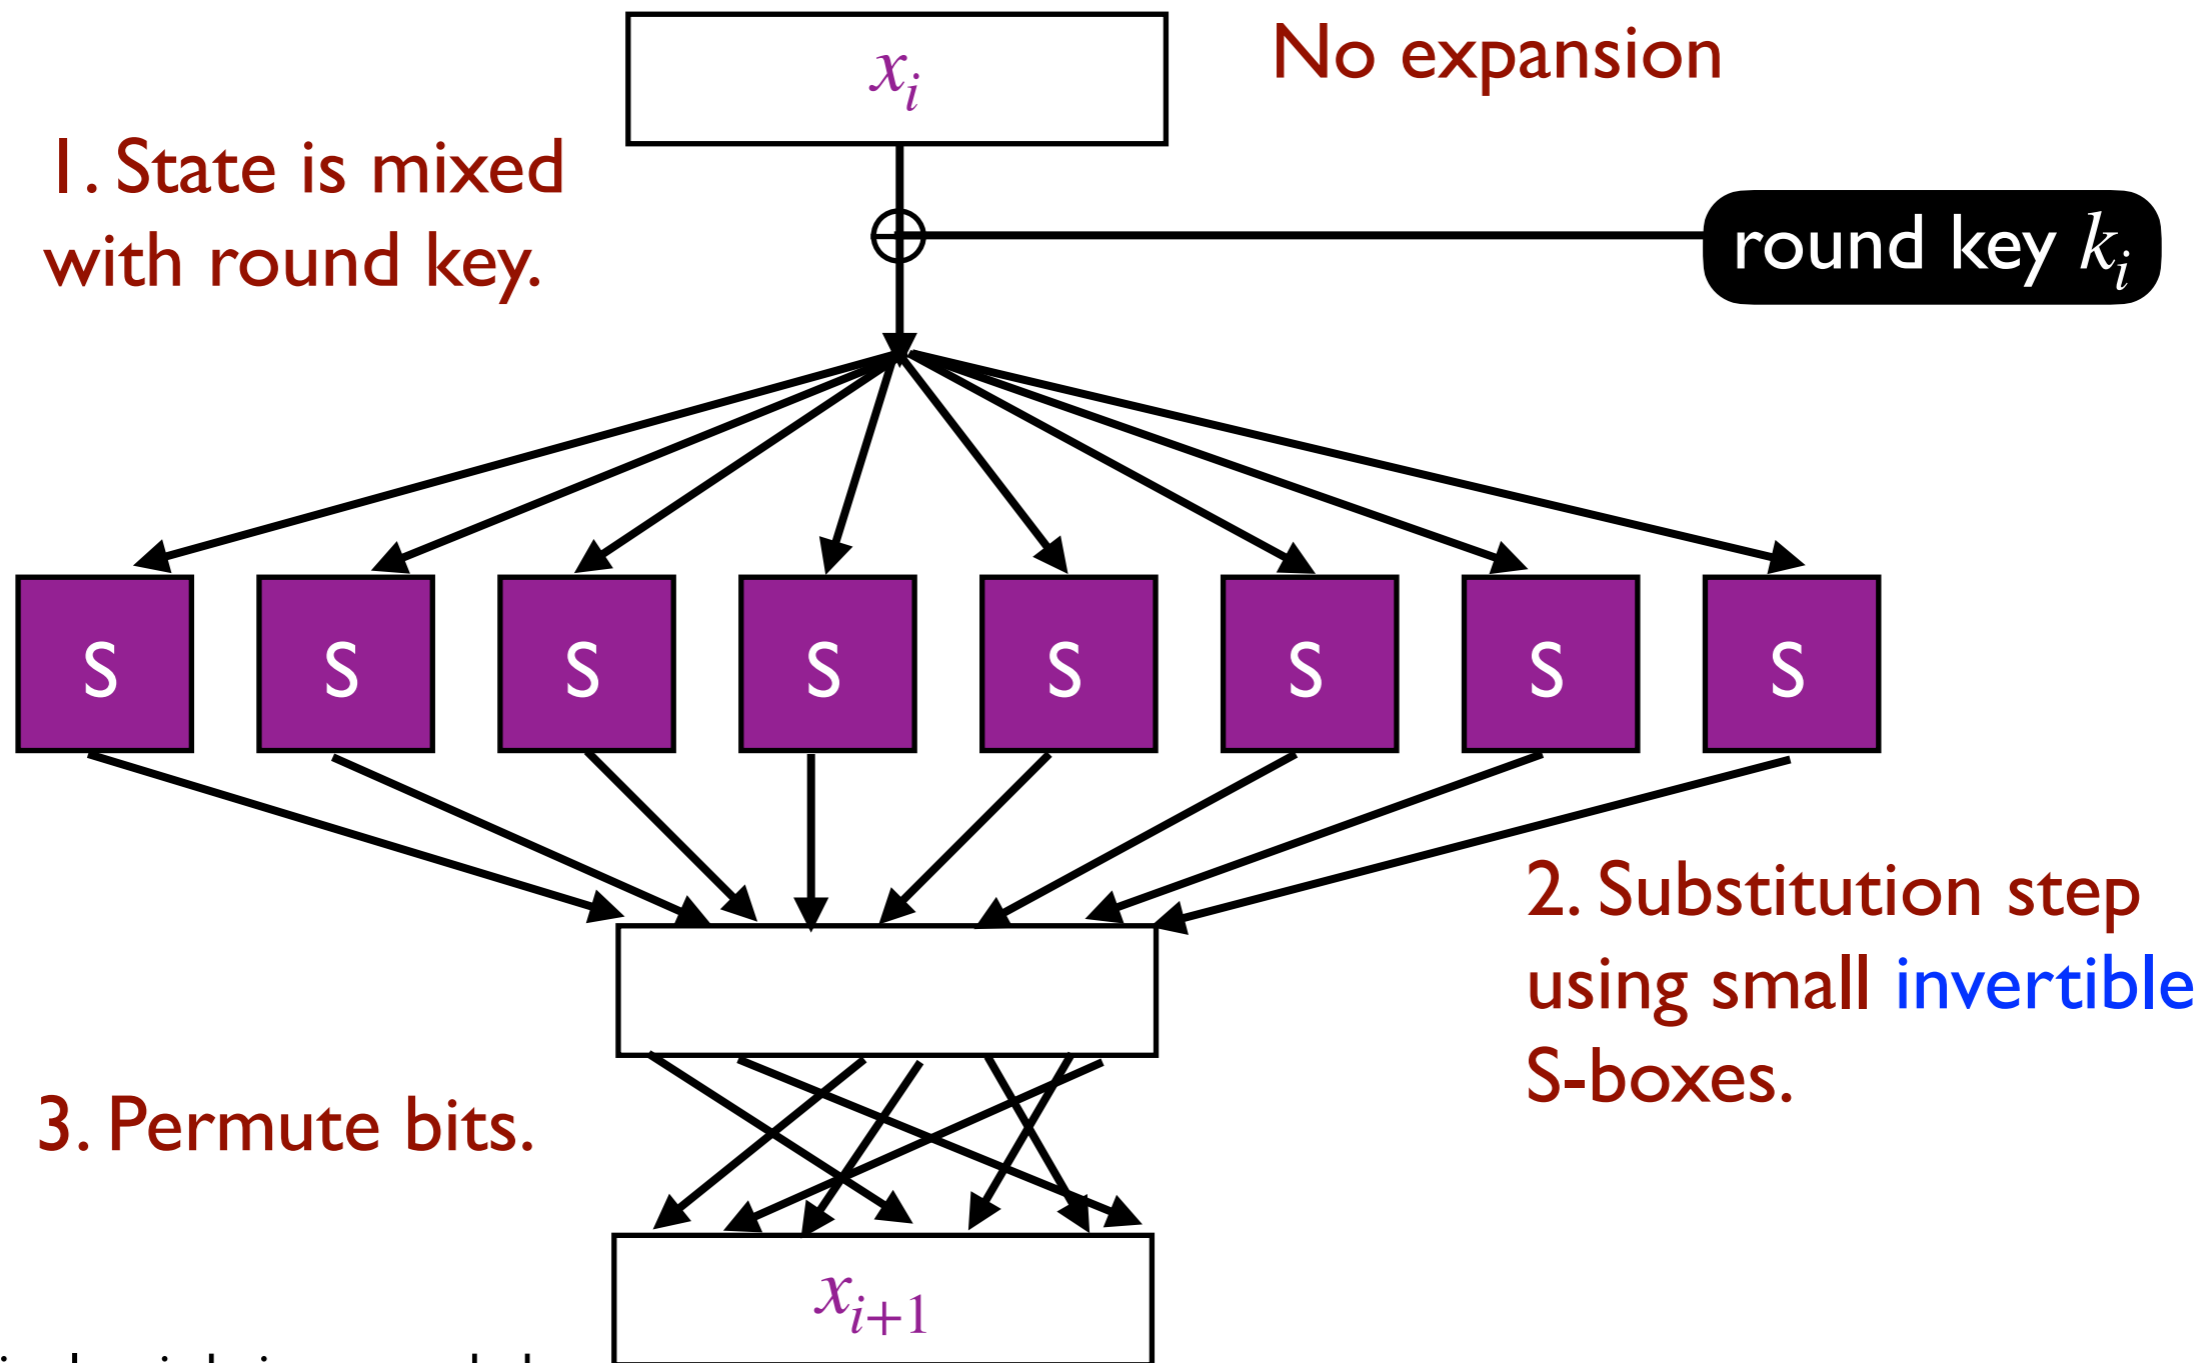 x_i
No expansion
1. State is mixed
with round key.
round key k_i
S S S S S S S S
2. Substitution step
using small invertible
S-boxes.
3. Permute bits.
x_{i+1}